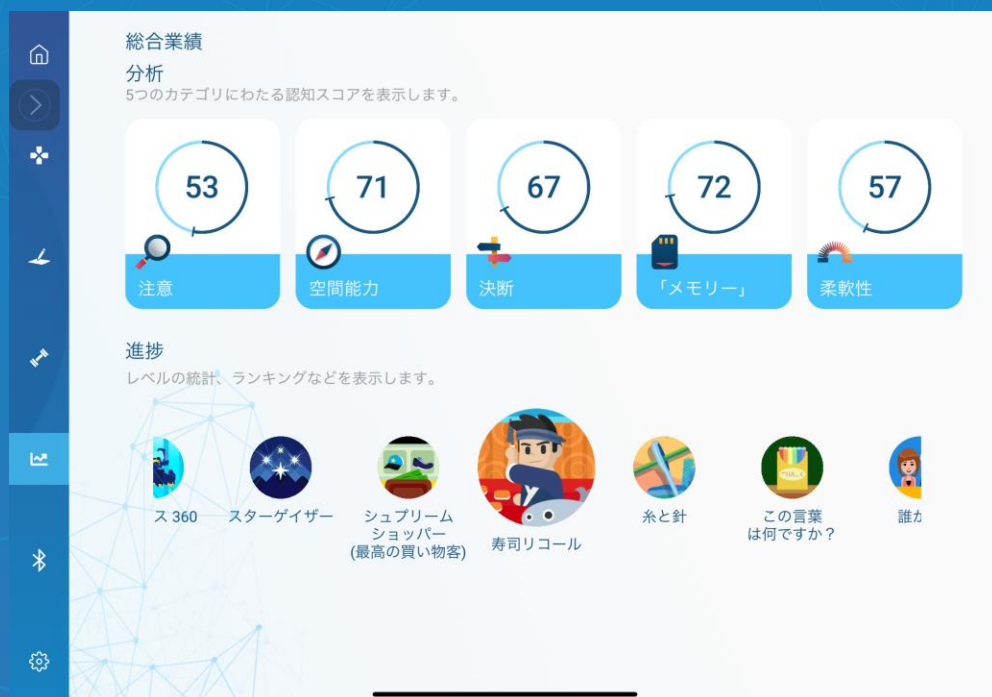 総合業績
分析
5つのカテゴリにわたる認知スコアを表示します。
53
71
67
72
57
注意
空間能力
決断
「メモリー」
柔軟性
進捗
レベルの統計、ランキングなどを表示します。
ス 360
スターゲイザー
シュプリーム
ショッパー
(最高の買い物客)
寿司リコール
糸と針
この言葉
は何ですか？
誰か